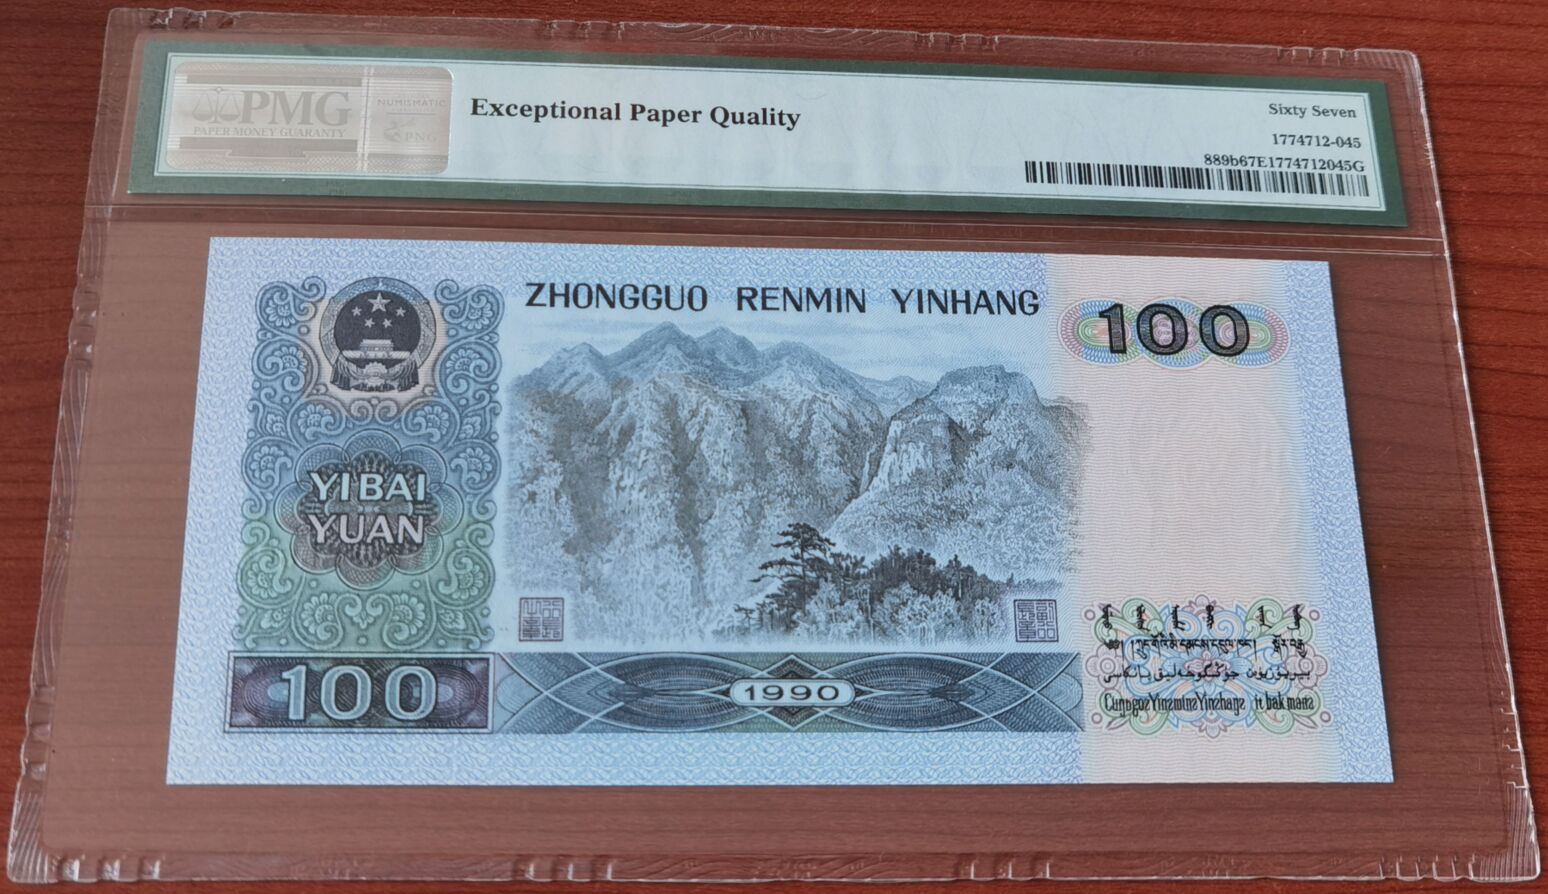 PMG
PAPER MONEY GUARANTY
NUMISMATIC
PNG
Exceptional Paper Quality
Sixty Seven
1774712-045
889b67E1774712045G
ZHONGGUO RENMIN YINHANG
100
YIBAI
YUAN
100
1990